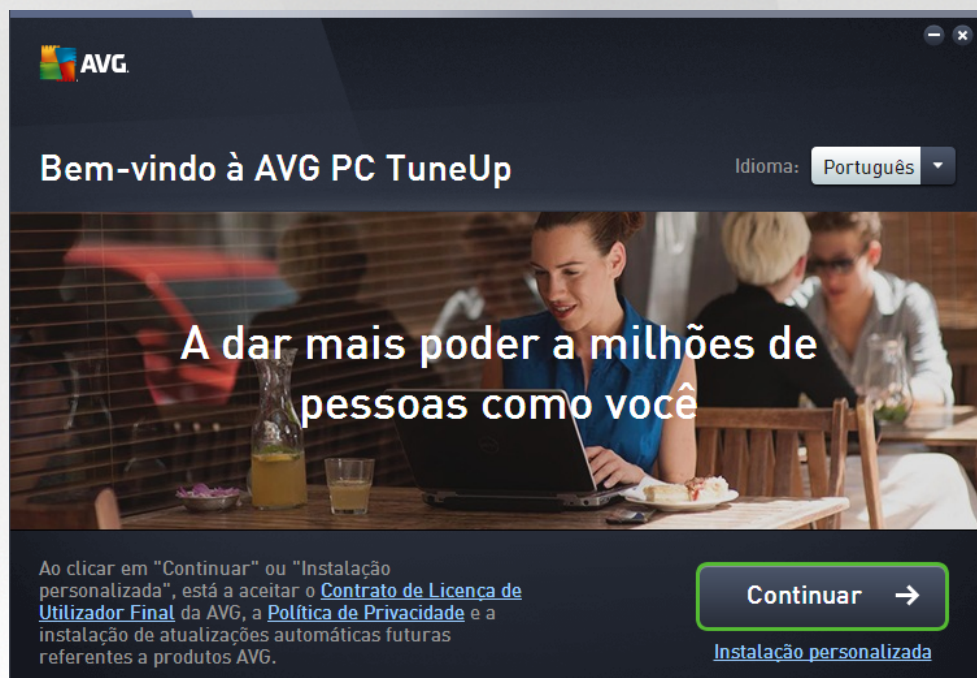 AVG
Bem-vindo à AVG PC TuneUp
Idioma:
Português
A dar mais poder a milhões de
pessoas como você
Ao clicar em "Continuar" ou "Instalação
personalizada", está a aceitar o Contrato de Licença de
Utilizador Final da AVG, a Política de Privacidade e a
instalação de atualizações automáticas futuras
referentes a produtos AVG.
Continuar →
Instalação personalizada